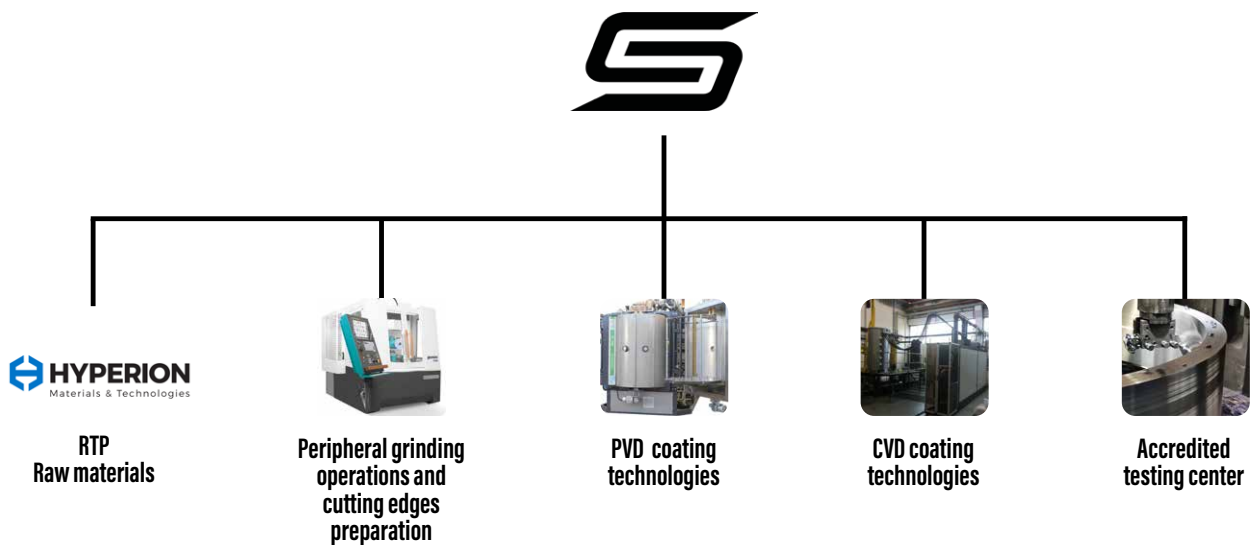 HYPERION
Materials & Technologies
RTP
Raw materials
Peripheral grinding
operations and
cutting edges
preparation
PVD coating
technologies
CVD coating
technologies
Accredited
testing center